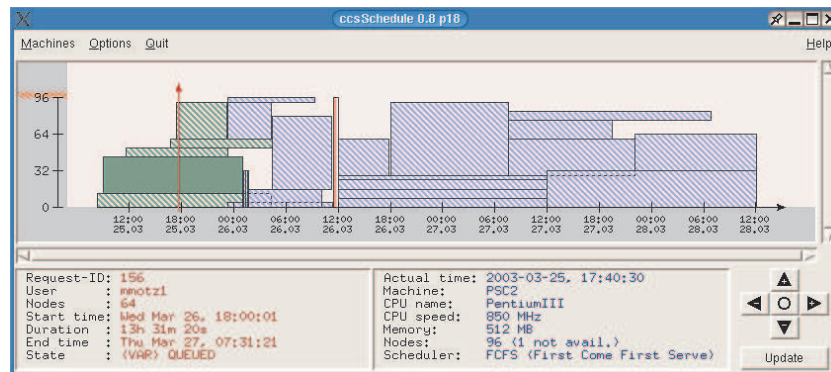 ccsSchedule 0.8 p18
Machines Options Quit Help
96
64
32
0
12:00 18:00 00:00 06:00 12:00 18:00 00:00 06:00 12:00 18:00 00:00 06:00 12:00
25.03 25.03 26.03 26.03 26.03 26.03 27.03 27.03 27.03 27.03 28.03 28.03 28.03
Request-ID: 156
User : mmotz1
Nodes : 64
Start time: Wed Mar 26, 18:00:01
Duration : 13h 31m 20s
End time : Thu Mar 27, 07:31:21
State : (VAR) QUEUED
Actual time: 2003-03-25, 17:40:30
Machine: PSC2
CPU name: PentiumIII
CPU speed: 850 MHz
Memory: 512 MB
Nodes: 96 (1 not avail.)
Scheduler: FCFS (First Come First Serve)
Update